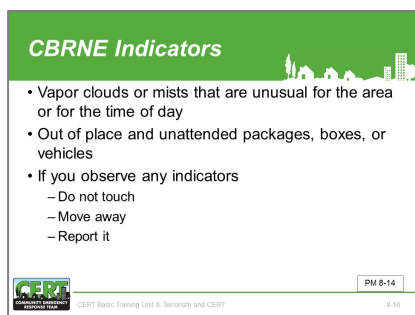 CBRNE Indicators
• Vapor clouds or mists that are unusual for the area
or for the time of day
• Out of place and unattended packages, boxes, or
vehicles
• If you observe any indicators
– Do not touch
– Move away
– Report it
PM 8-14
CERT
COMMUNITY EMERGENCY
RESPONSE TEAM
CERT Basic Training Unit 8: Terrorism and CERT
8-16